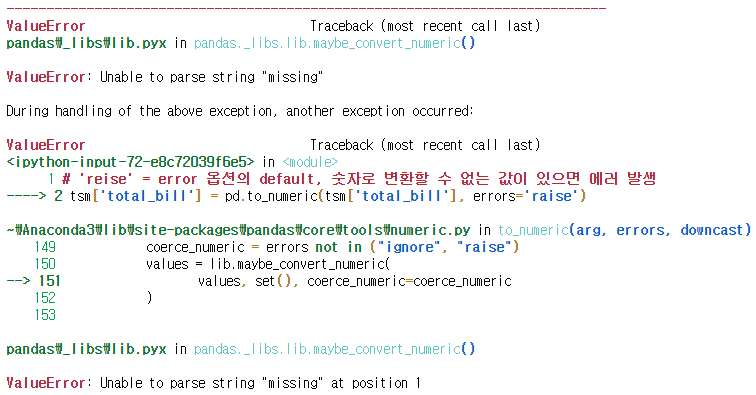 ---------------------------------------------------------------------------
ValueError                                Traceback (most recent call last)
pandas₩_libs₩lib.pyx in pandas._libs.lib.maybe_convert_numeric()

ValueError: Unable to parse string "missing"

During handling of the above exception, another exception occurred:

ValueError                                Traceback (most recent call last)
<ipython-input-72-e8c72039f6e5> in <module>
      1 # 'reise' = error 옵션의 default, 숫자로 변환할 수 없는 값이 있으면 에러 발생
----> 2 tsm['total_bill'] = pd.to_numeric(tsm['total_bill'], errors='raise')

~₩Anaconda3₩lib₩site-packages₩pandas₩core₩tools₩numeric.py in to_numeric(arg, errors, downcast)
    149             coerce_numeric = errors not in ("ignore", "raise")
    150             values = lib.maybe_convert_numeric(
--> 151                 values, set(), coerce_numeric=coerce_numeric
    152             )
    153

pandas₩_libs₩lib.pyx in pandas._libs.lib.maybe_convert_numeric()

ValueError: Unable to parse string "missing" at position 1